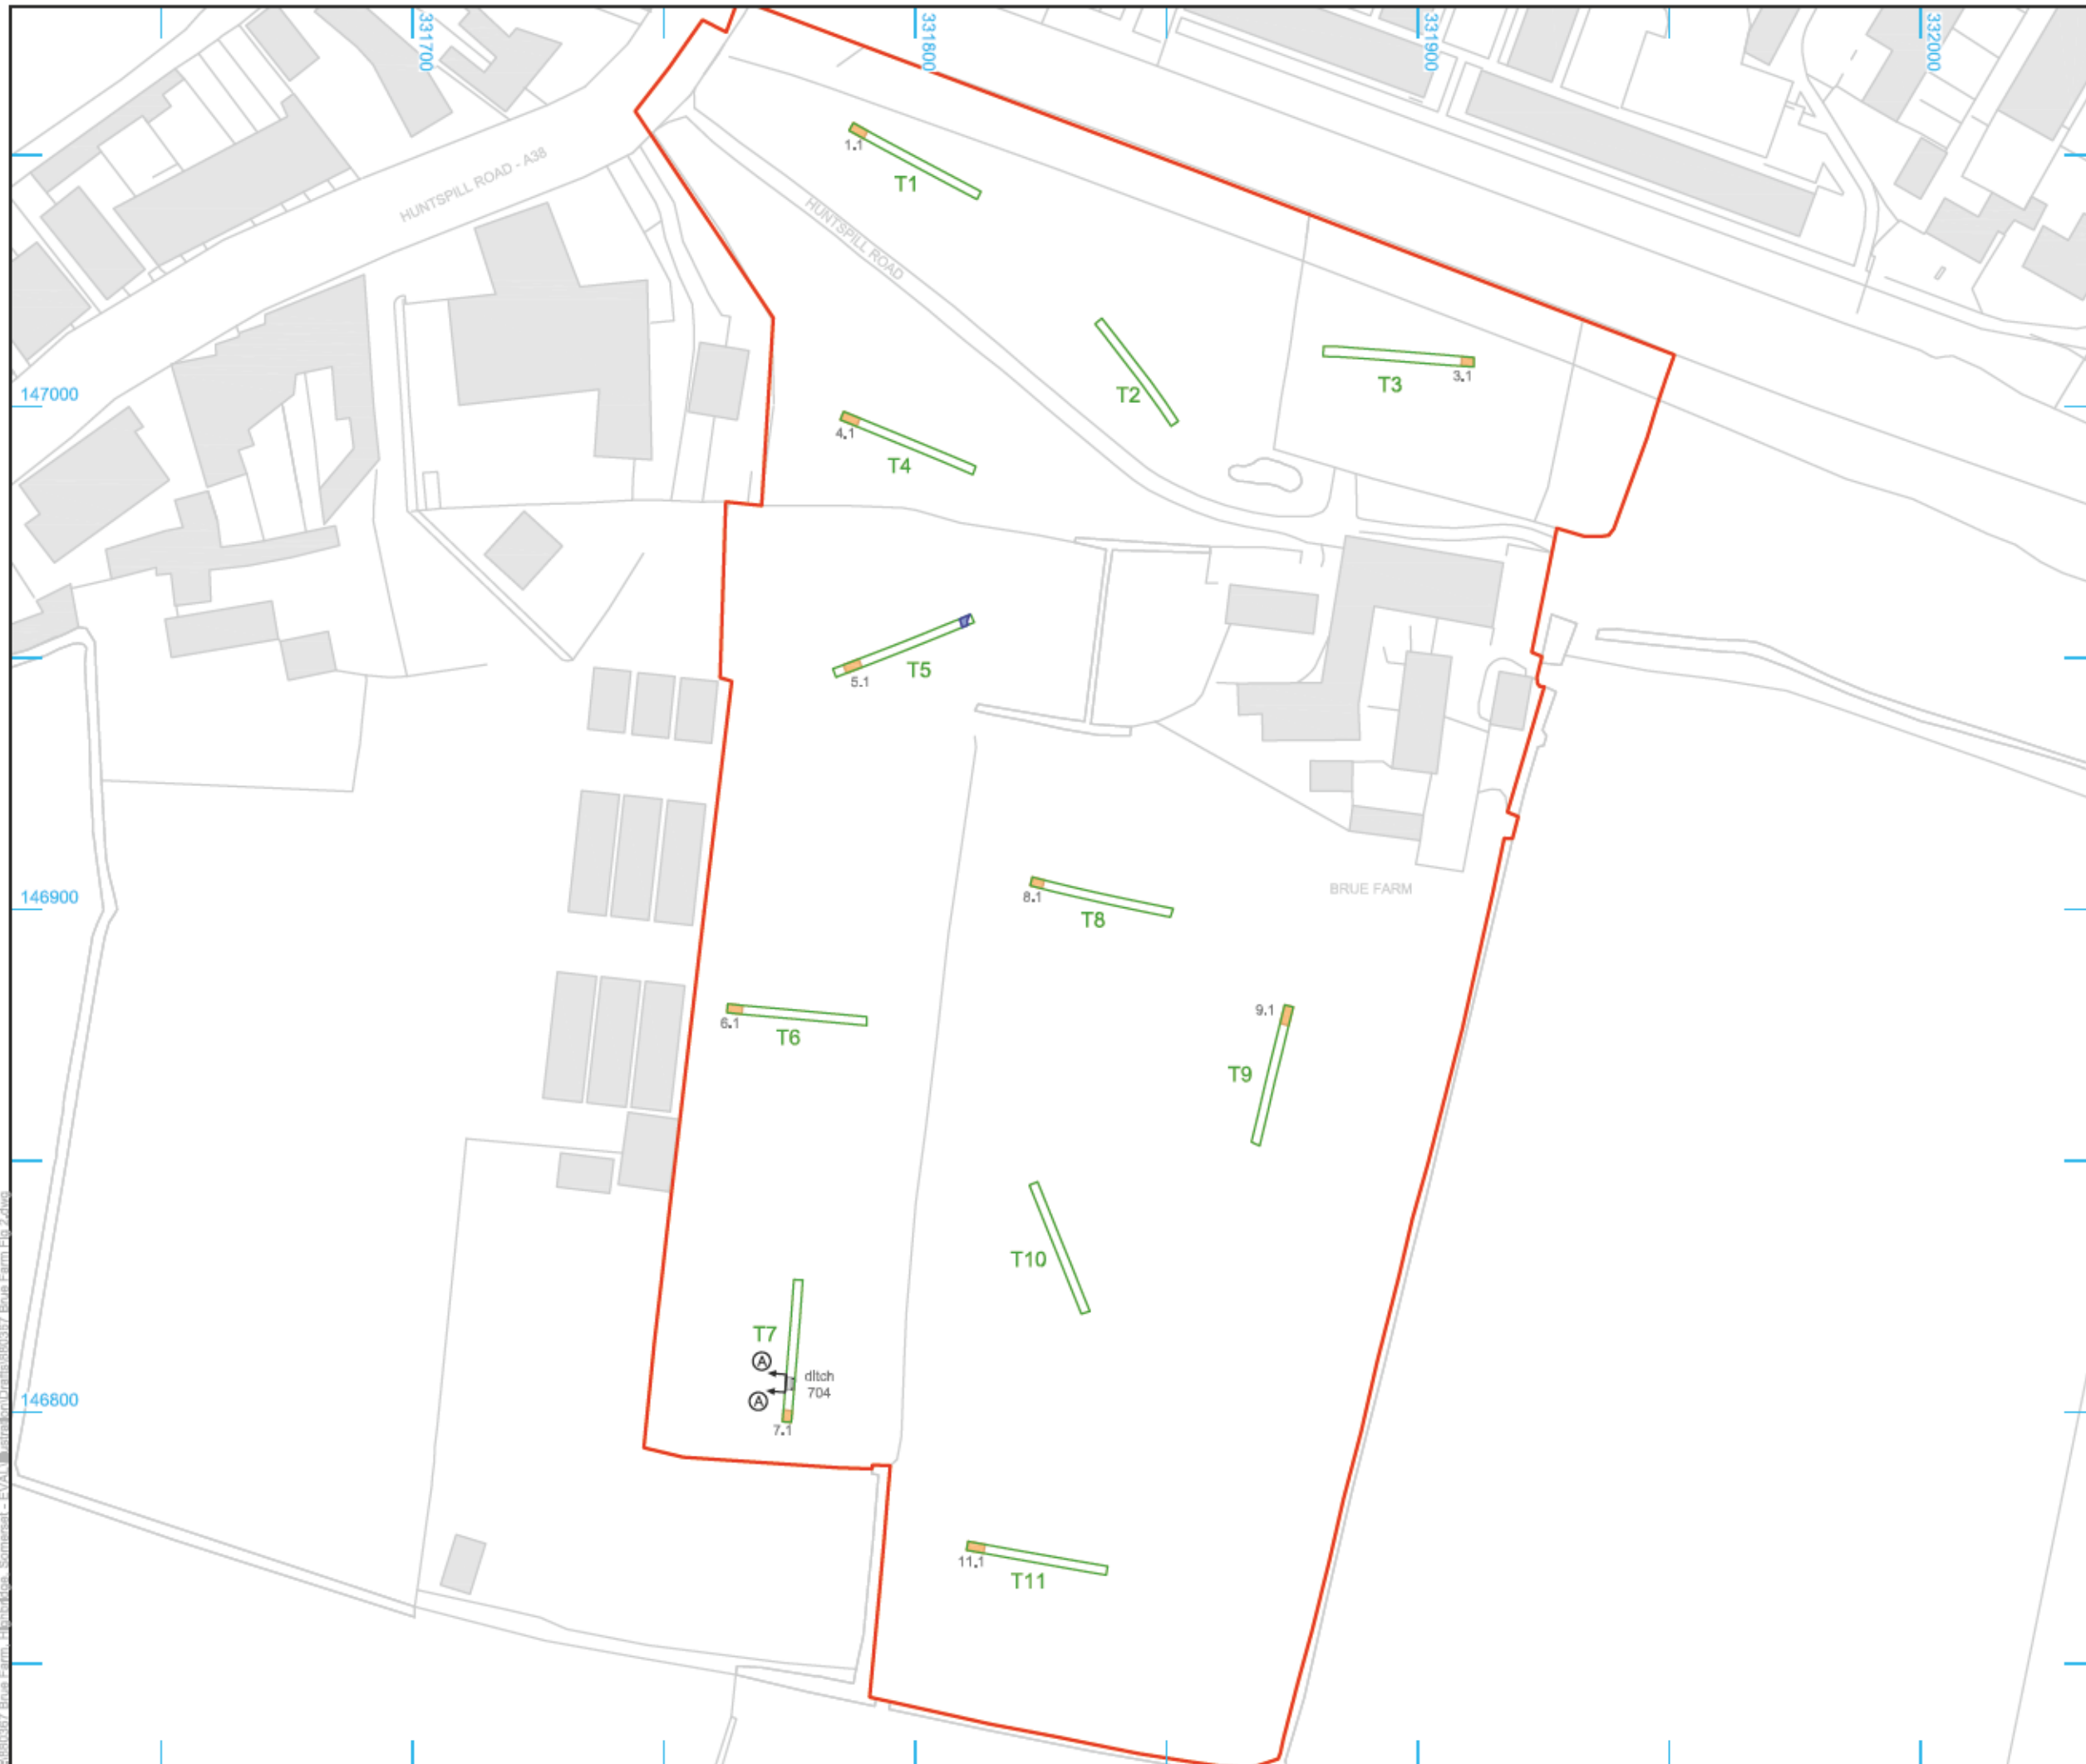 331700
331800
331900
332000
HUNTSPILL ROAD - A38
1.1
T1
HUNTSPILL ROAD
147000
T2
T3
3.1
4.1
T4
T5
5.1
146900
BRUE FARM
8.1
T8
6.1
T6
9.1
T9
T10
T7
A
ditch
704
A
146800
7.1
11.1
T11